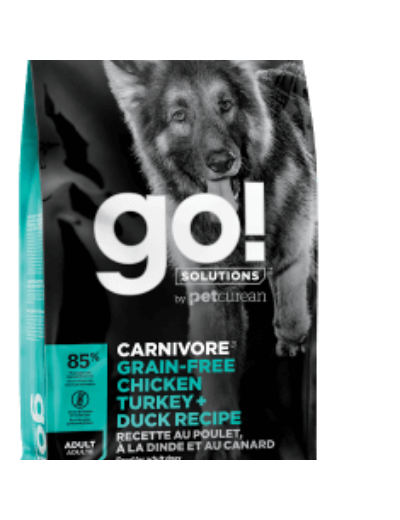 go!
SOLUTIONS
by petcurean
CARNIVORE
85%
GRAIN-FREE
CHICKEN
TURKEY +
DUCK RECIPE
ADULT
ADULTE
RECETTE AU POULET,
À LA DINDE ET AU CANARD
go